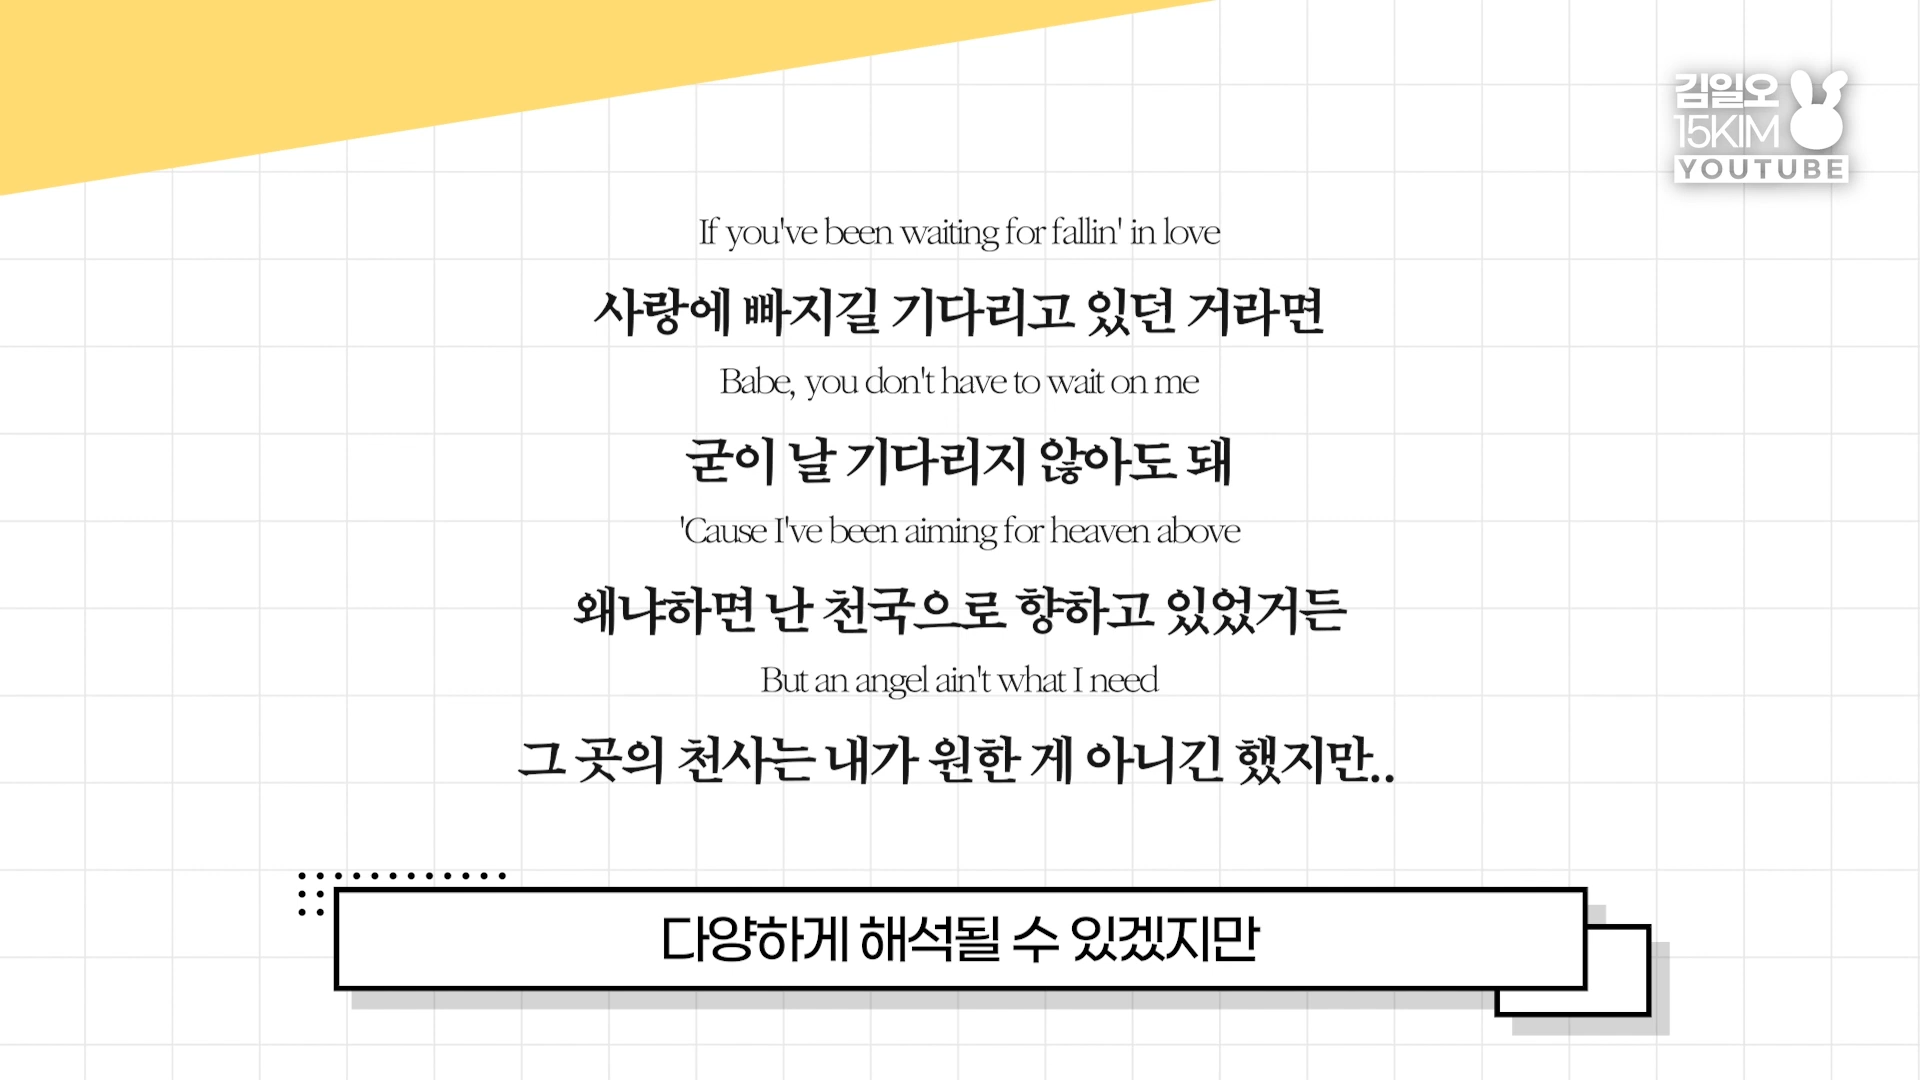 김일오
15KIM
YOUTUBE
If you've been waiting for fallin' in love
사랑에 빠지길 기다리고 있던 거라면
Babe, you don't have to wait on me
굳이 날 기다리지 않아도 돼
'Cause I've been aiming for heaven above
왜냐하면 난 천국으로 향하고 있었거든
But an angel ain't what I need
그 곳의 천사는 내가 원한 게 아니긴 했지만..
다양하게 해석될 수 있겠지만